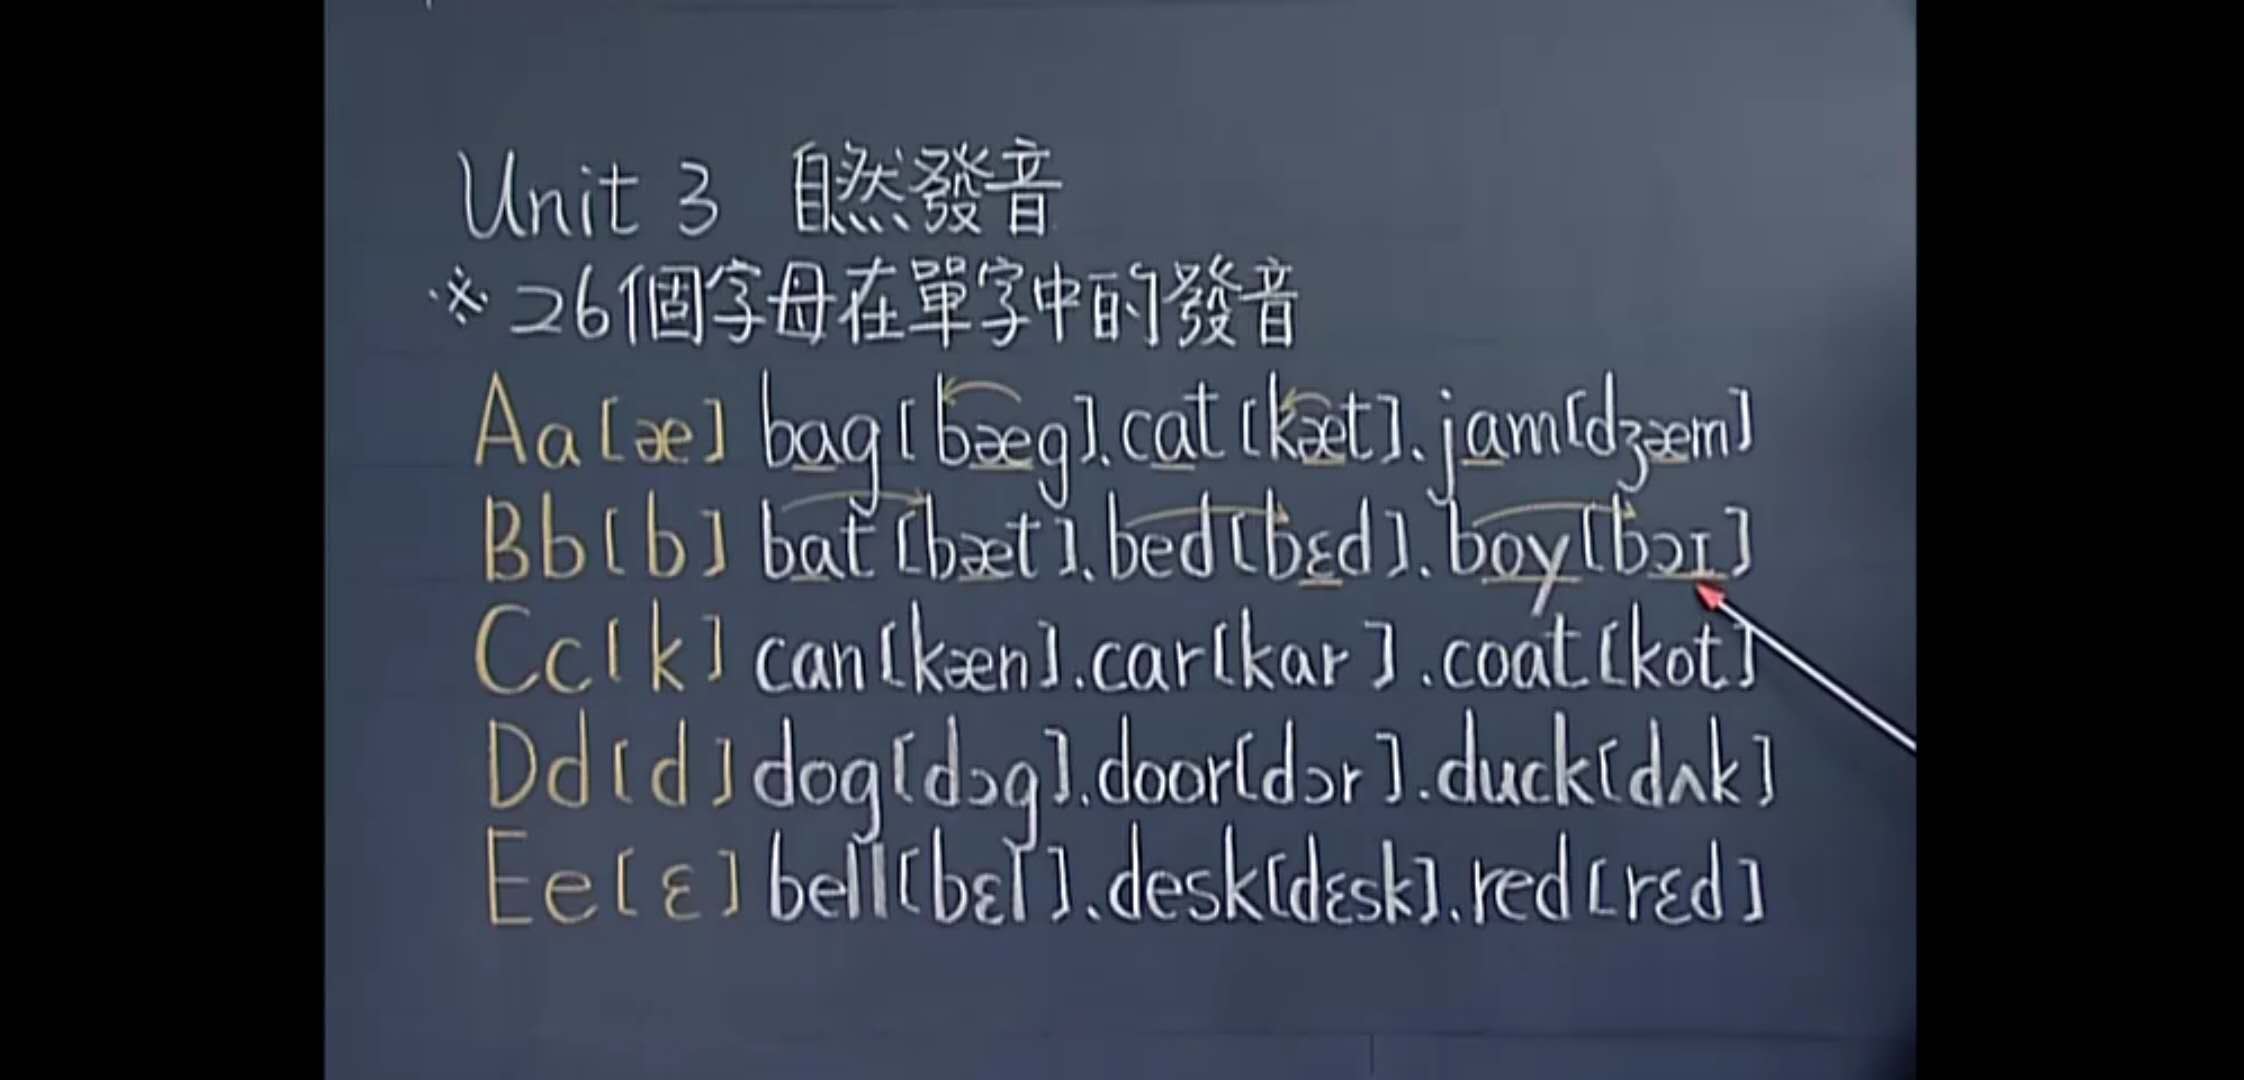 Unit 3 自然發音
※26個字母在單字中的發音
Aa [æ] bag [bæg]. cat [kæt]. jam [dʒæm]
Bb [b] bat [bæt]. bed [bɛd]. boy [bɔɪ]
Cc [k] can [kæn]. car [kɑr]. coat [kot]
Dd [d] dog [dɔg]. door [dɔr]. duck [dʌk]
Ee [ɛ] bell [bɛl]. desk [dɛsk]. red [rɛd]